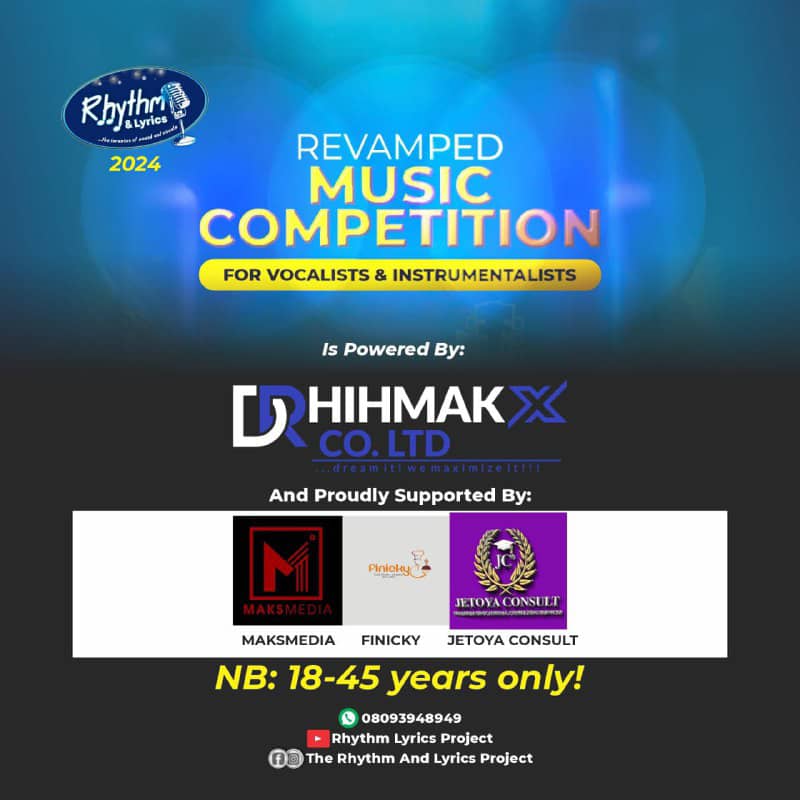 Rhythm
& Lyrics
2024
REVAMPED
MUSIC
COMPETITION
FOR VOCALISTS & INSTRUMENTALISTS
Is Powered By:
DRHIHMAKX
CO. LTD
...dream it! we maximize it!!!
And Proudly Supported By:
M
MAKSMEDIA
Finicky
JC
JETOYA CONSULT
MAKSMEDIA FINICKY JETOYA CONSULT
NB: 18-45 years only!
08093948949
Rhythm Lyrics Project
The Rhythm And Lyrics Project